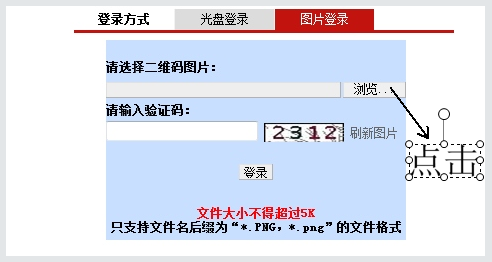 登录方式 光盘登录 图片登录
请选择二维码图片：
浏览...
请输入验证码：
2312 刷新图片
点击
登录
文件大小不得超过5K
只支持文件名后缀为“*.PNG，*.png”的文件格式